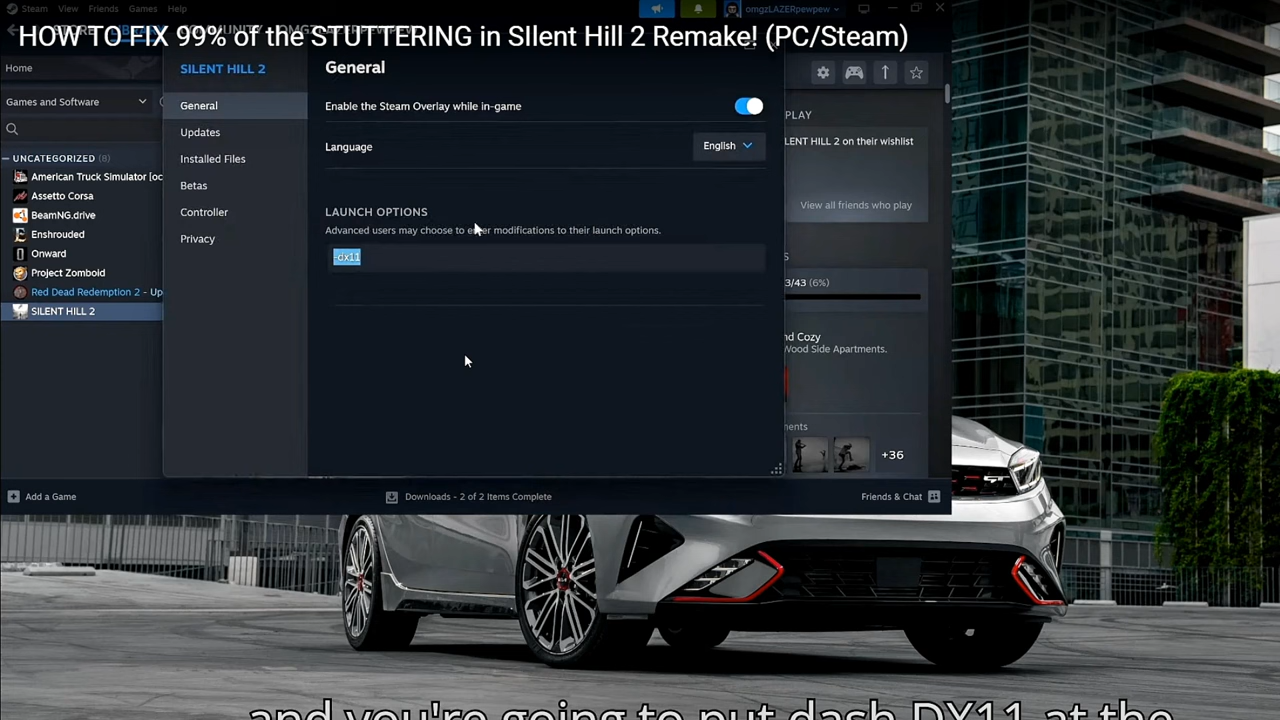 Steam View Friends Games Help
omgzLAZERpewpew
HOW TO FIX 99% of the STUTTERING in SIlent Hill 2 Remake! (PC/Steam)
Home
Games and Software
UNCATEGORIZED (8)
American Truck Simulator [oc
Assetto Corsa
BeamNG.drive
Enshrouded
Onward
Project Zomboid
Red Dead Redemption 2 - Up
SILENT HILL 2
SILENT HILL 2
General
Updates
Installed Files
Betas
Controller
Privacy
General
Enable the Steam Overlay while in-game
Language
English
LAUNCH OPTIONS
Advanced users may choose to enter modifications to their launch options.
-dx11
PLAY
LENT HILL 2 on their wishlist
View all friends who play
S
3/43 (6%)
nd Cozy
Wood Side Apartments.
ments
+36
Add a Game
Downloads - 2 of 2 Items Complete
Friends & Chat
and you're going to put dash DX11 at the